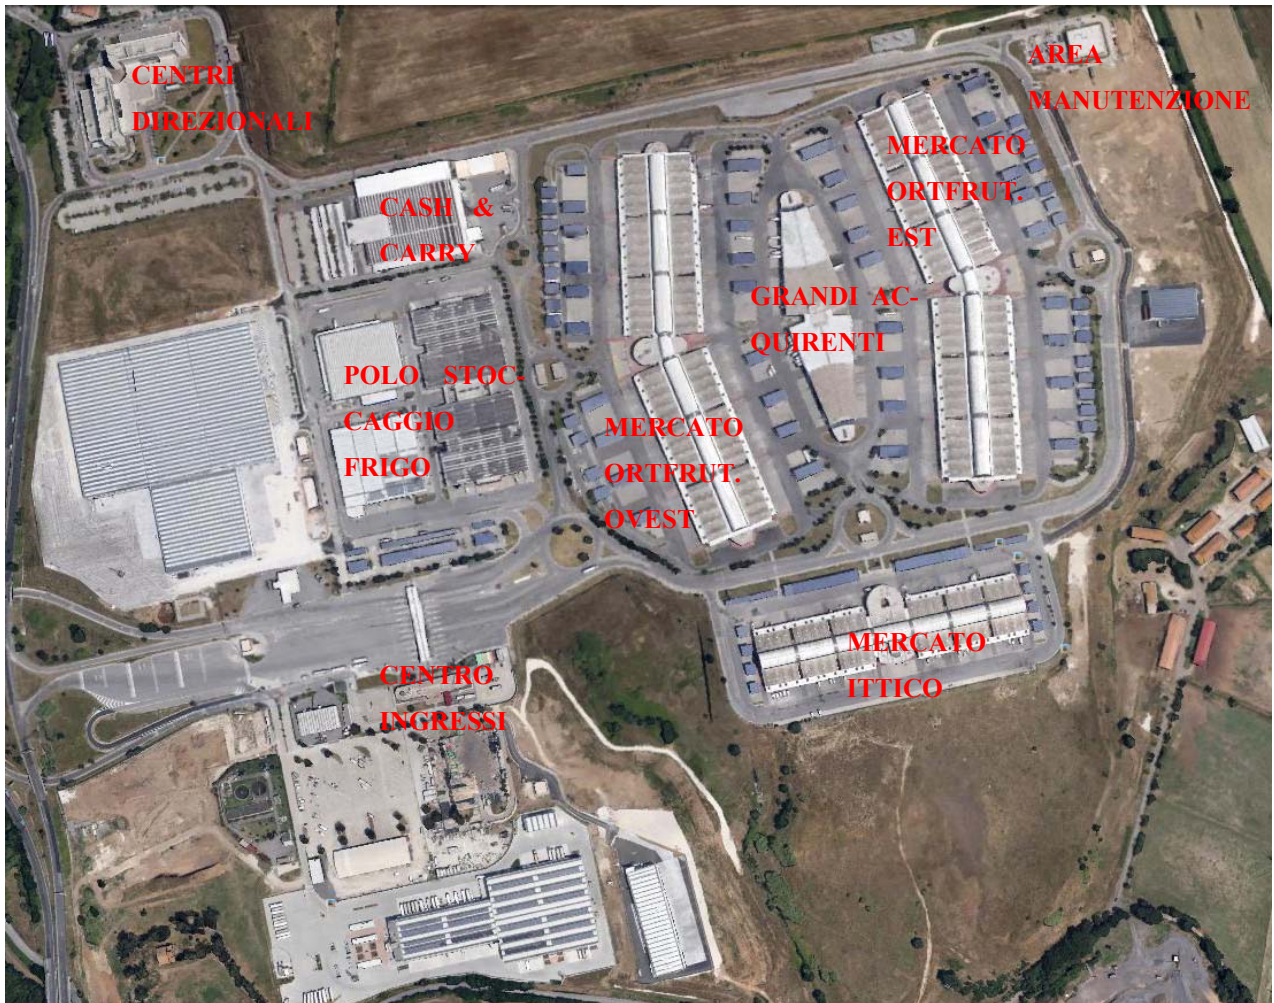 CENTRI
DIREZIONALI
AREA
MANUTENZIONE
MERCATO
ORTFRUT.
EST
CASH &
CARRY
GRANDI AC-
QUIRENTI
POLO STOC-
CAGGIO
FRIGO
MERCATO
ORTFRUT.
OVEST
MERCATO
ITTICO
CENTRO
INGRESSI